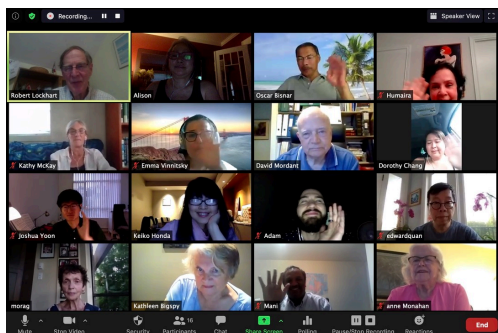 Recording...
Speaker View
Robert Lockhart
Alison
Oscar Bisnar
Humaira
Kathy McKay
Emma Vinnitsky
David Mordant
Dorothy Chang
Joshua Yoon
Keiko Honda
Adam
edwardquan
morag
Kathleen Bigspy
Mani
anne Monahan
Mute
Stop Video
Security
Participants
16
Chat
Share Screen
Polling
Pause/Stop Recording
Reactions
End